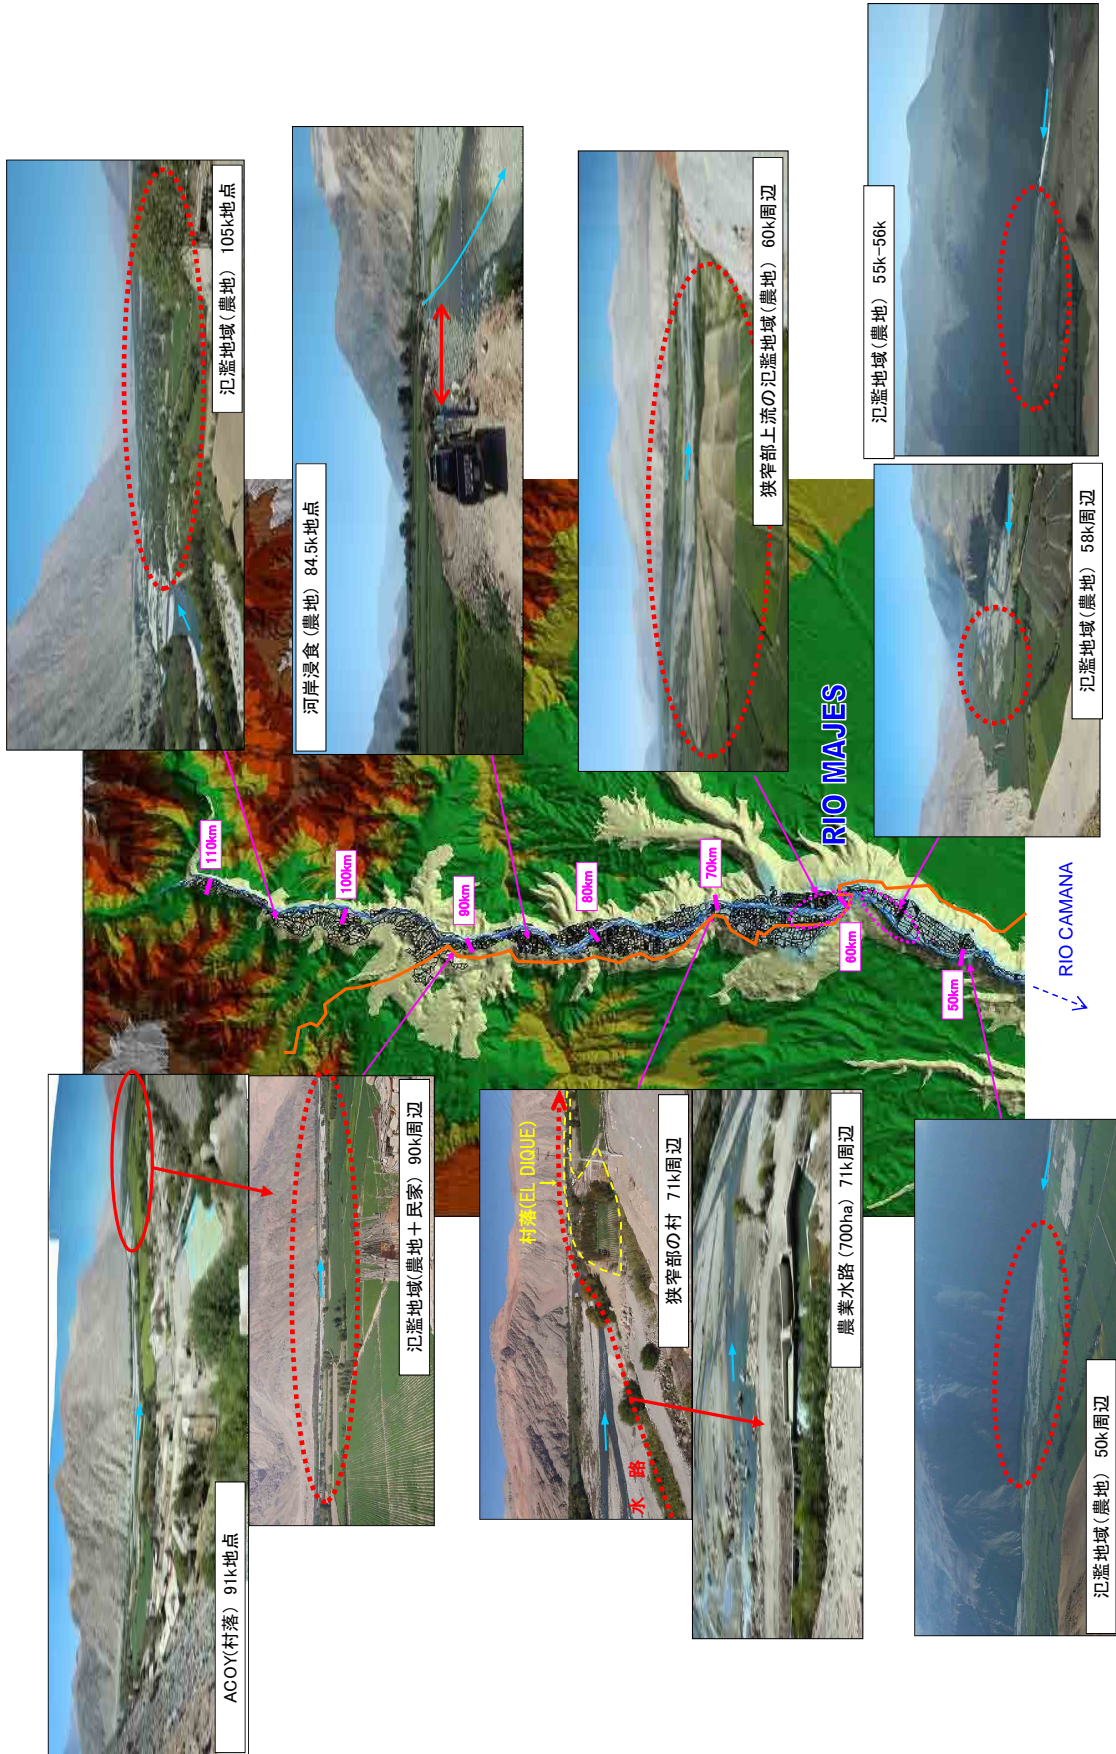 氾濫地域(農地) 105k地点
河岸浸食(農地) 84.5k地点
狭窄部上流の氾濫地域(農地) 60k周辺
氾濫地域(農地) 55k-56k
氾濫地域(農地) 58k周辺
110km
100km
90km
80km
70km
60km
50km
RIO MAJES
RIO CAMANA
ACOY(村落) 91k地点
氾濫地域(農地+民家) 90k周辺
村落(EL DIQUE)
水 路
狭窄部の村 71k周辺
農業水路(700ha) 71k周辺
氾濫地域(農地) 50k周辺